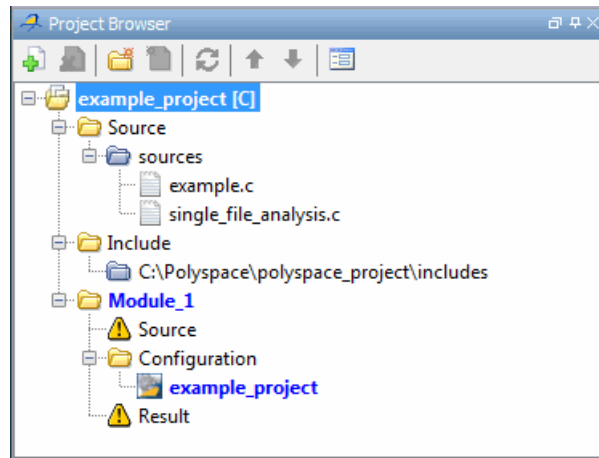 Project Browser
example_project [C]
Source
sources
example.c
single_file_analysis.c
Include
C:\Polyspace\polyspace_project\includes
Module_1
Source
Configuration
example_project
Result